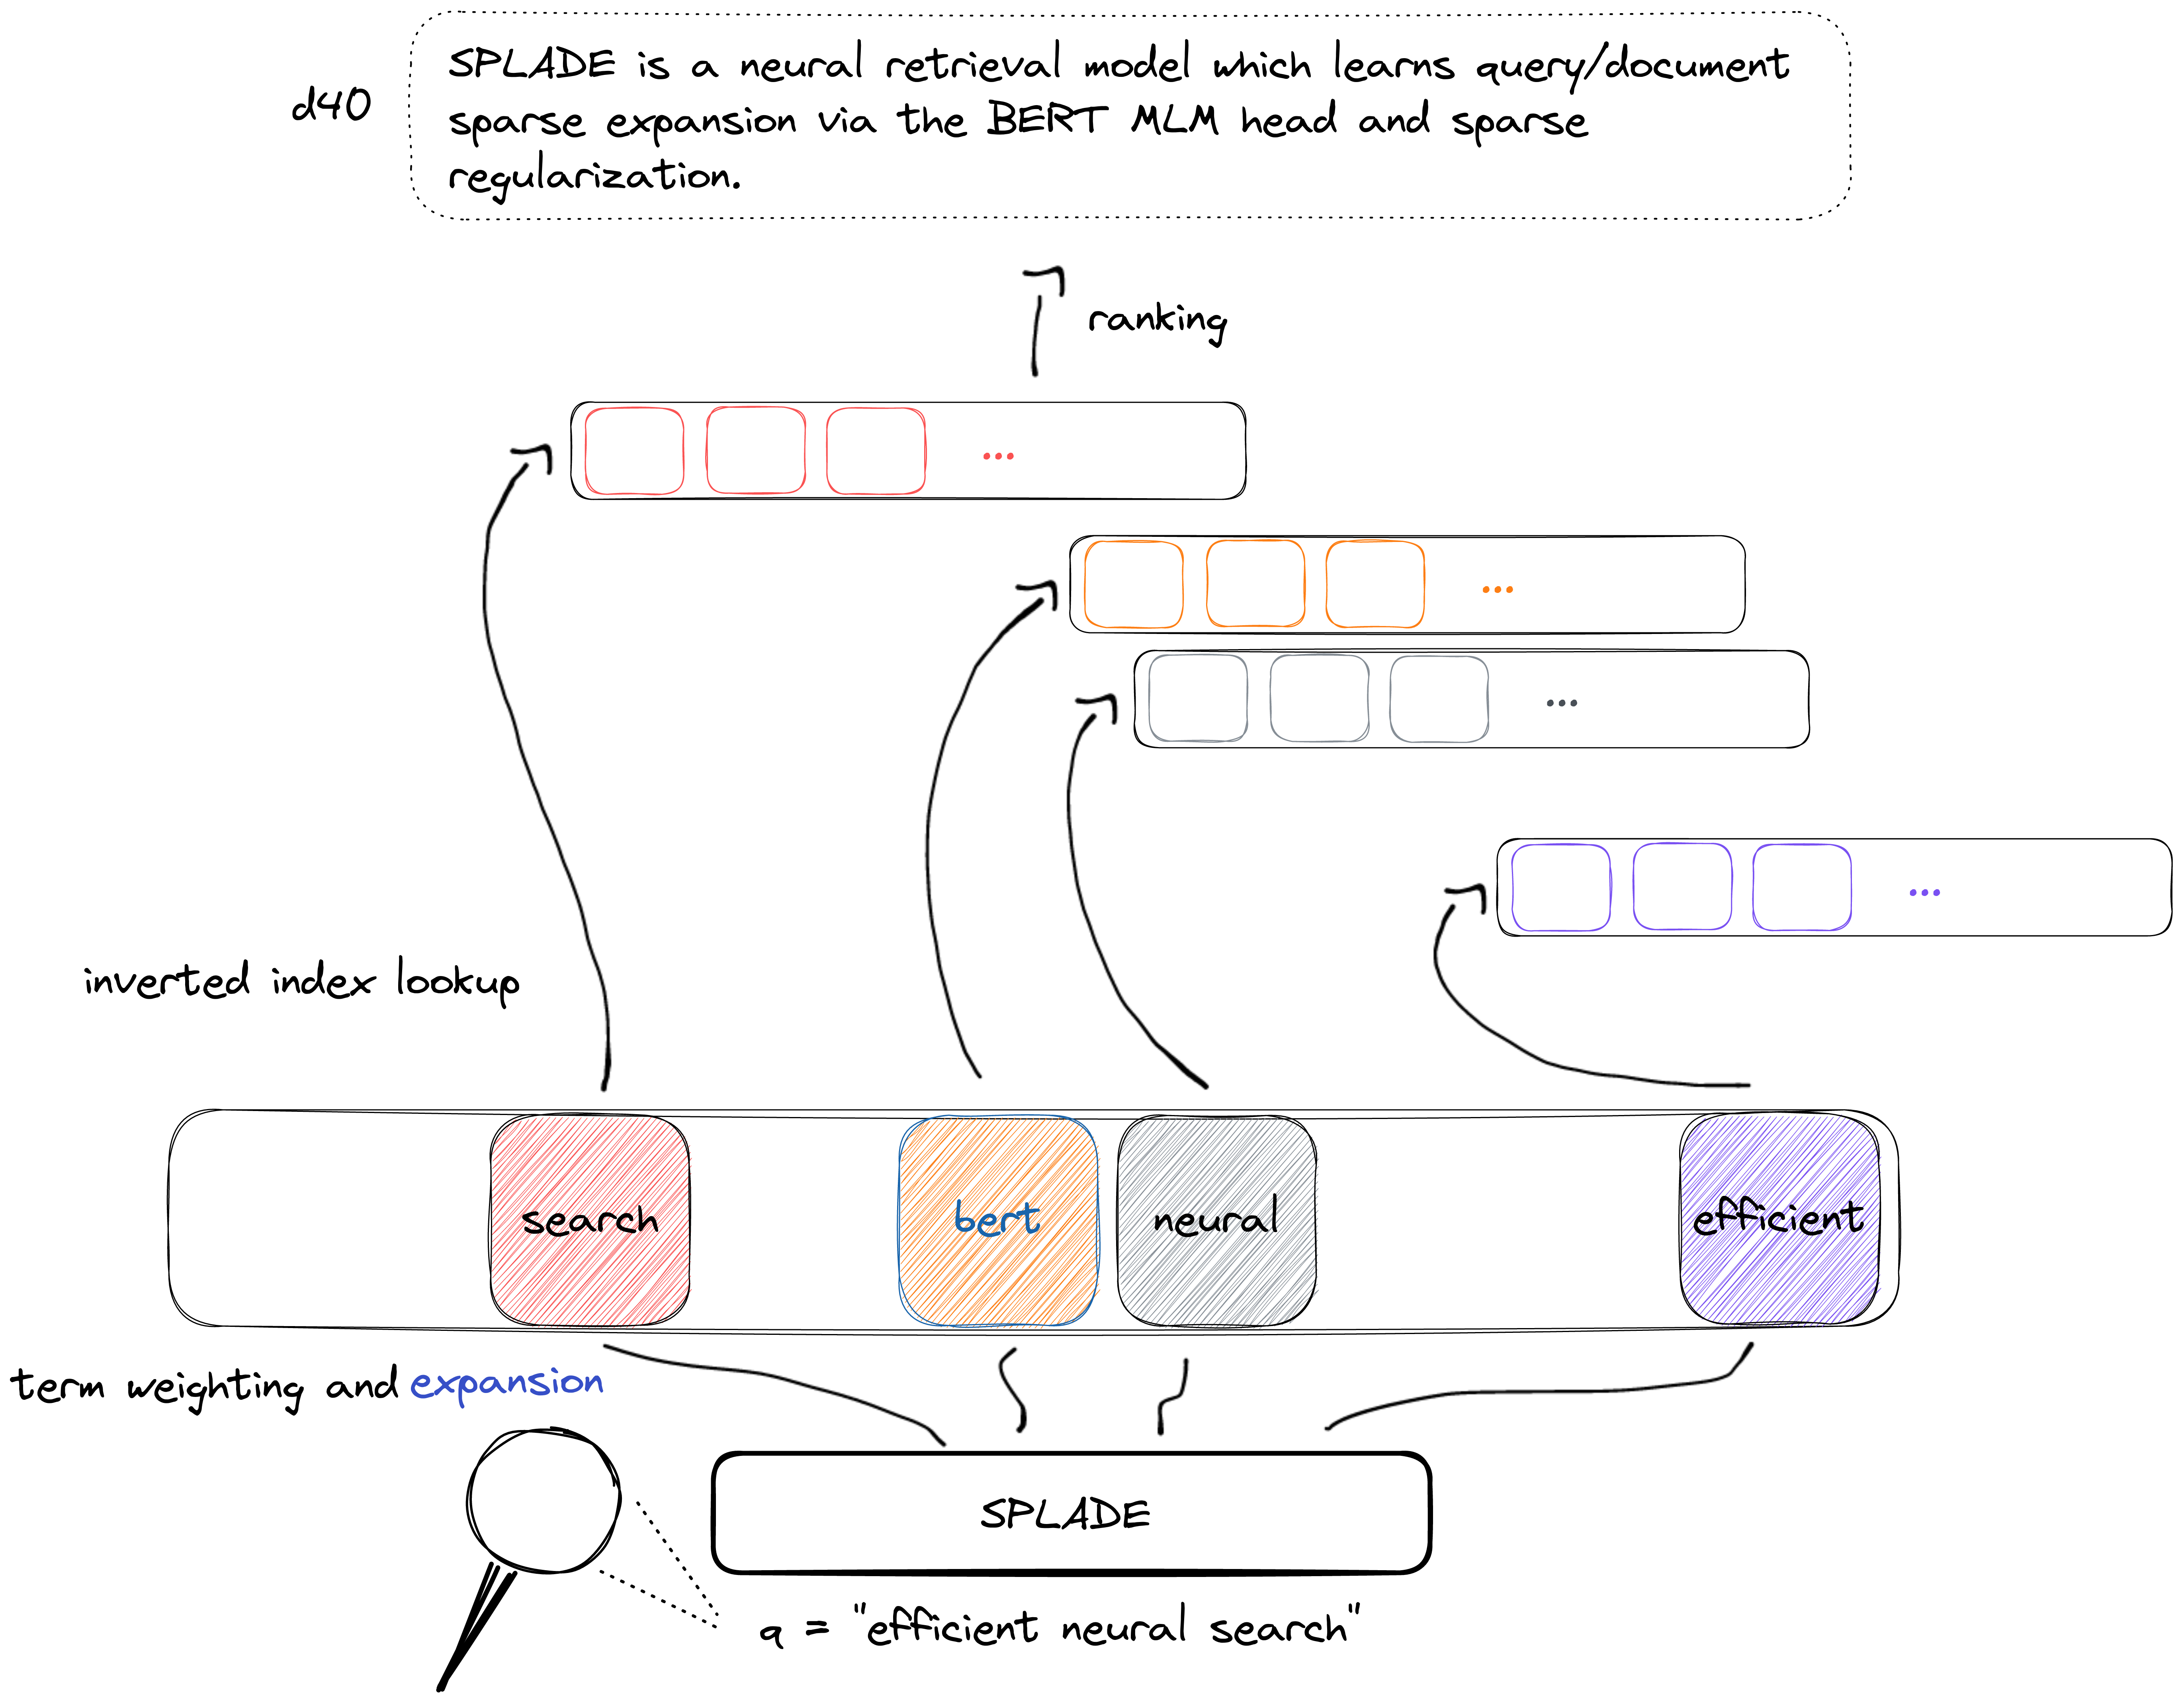 d40
SPLADE is a neural retrieval model which learns query/document
sparse expansion via the BERT MLM head and sparse
regularization.
ranking
...
...
...
...
inverted index lookup
search
bert
neural
efficient
term weighting and expansion
SPLADE
q = "efficient neural search"